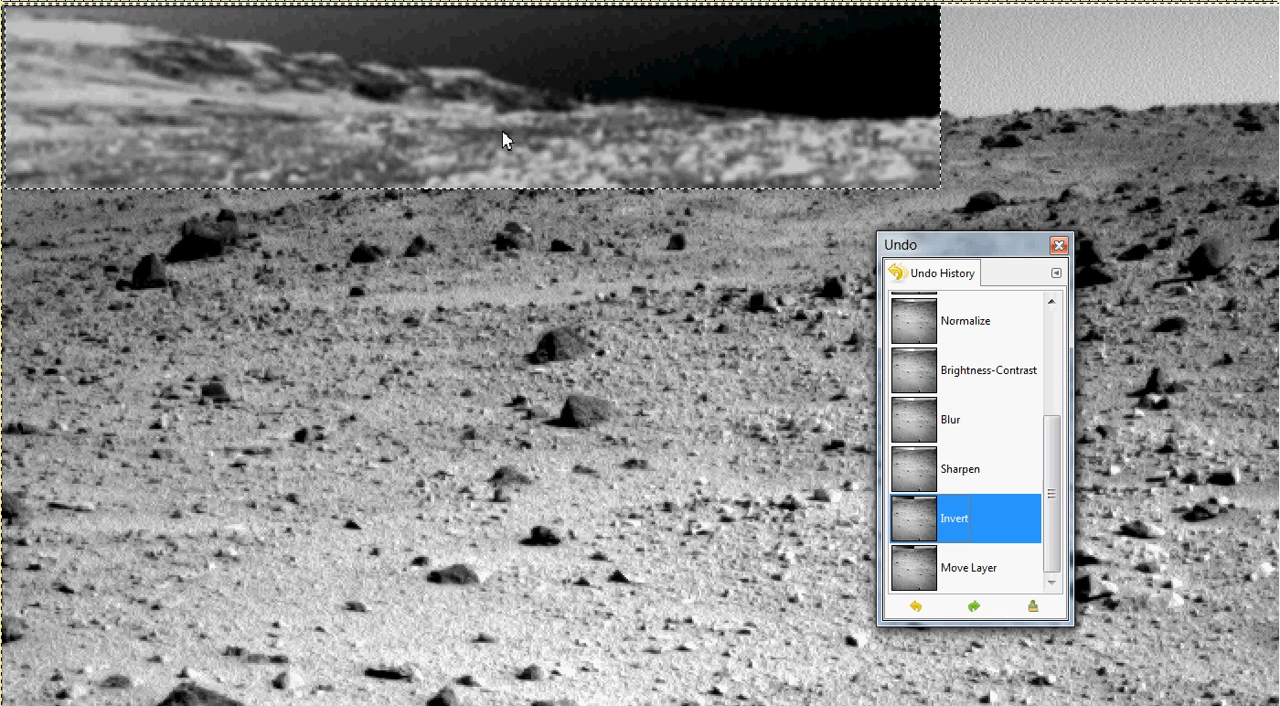 Undo
Undo History
Normalize
Brightness-Contrast
Blur
Sharpen
Invert
Move Layer